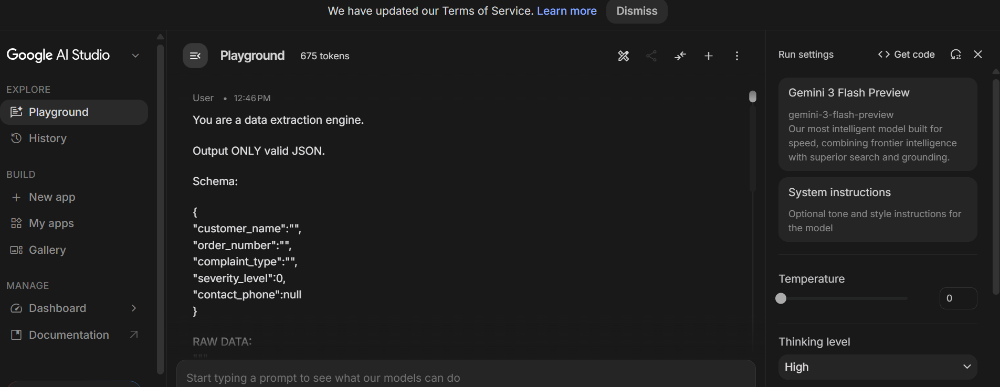 We have updated our Terms of Service. Learn more Dismiss
Google AI Studio
EXPLORE
Playground
History
BUILD
New app
My apps
Gallery
MANAGE
Dashboard
Documentation
Playground 675 tokens
User • 12:46 PM
You are a data extraction engine.
Output ONLY valid JSON.
Schema:
{
"customer_name":"",
"order_number":"",
"complaint_type":"",
"severity_level":0,
"contact_phone":null
}
RAW DATA:
"""
Start typing a prompt to see what our models can do
Run settings <> Get code
Gemini 3 Flash Preview
gemini-3-flash-preview
Our most intelligent model built for
speed, combining frontier intelligence
with superior search and grounding.
System instructions
Optional tone and style instructions for
the model
Temperature
0
Thinking level
High